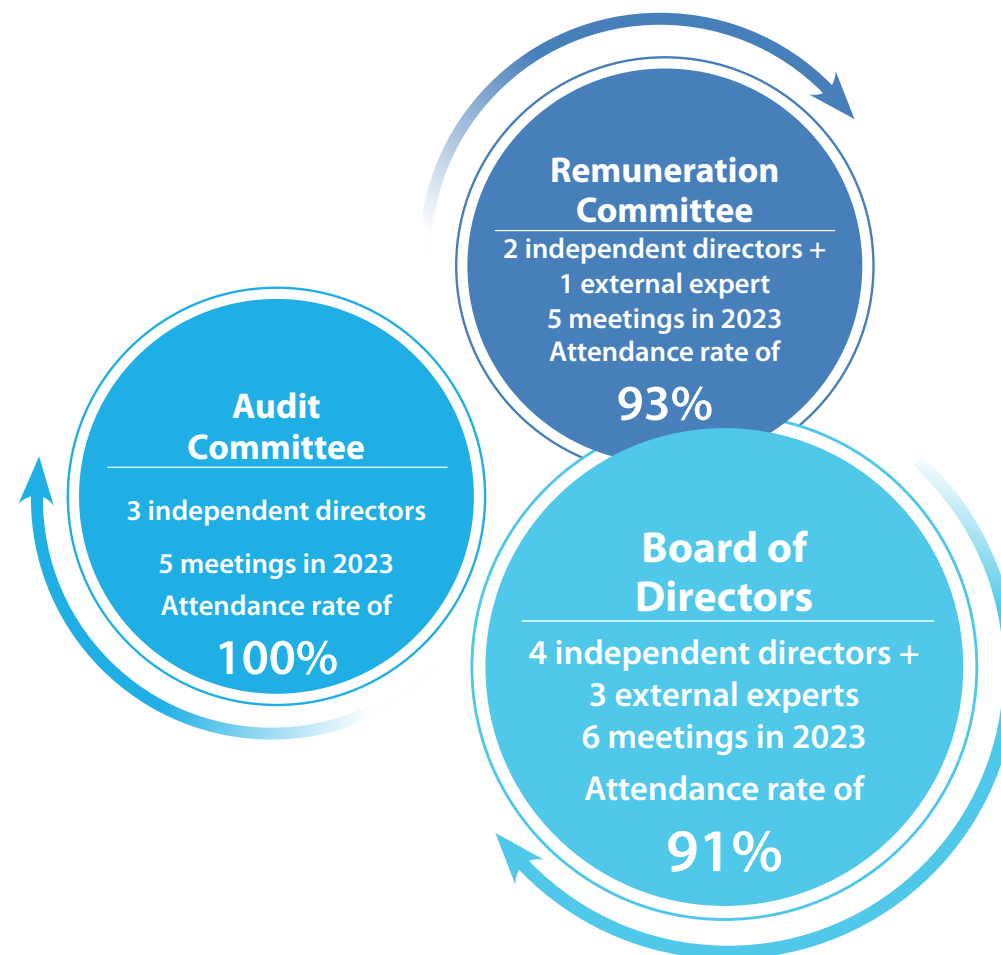 Remuneration
Committee
2 independent directors +
1 external expert
5 meetings in 2023
Attendance rate of
93%
Audit
Committee
3 independent directors
5 meetings in 2023
Attendance rate of
100%
Board of
Directors
4 independent directors +
3 external experts
6 meetings in 2023
Attendance rate of
91%